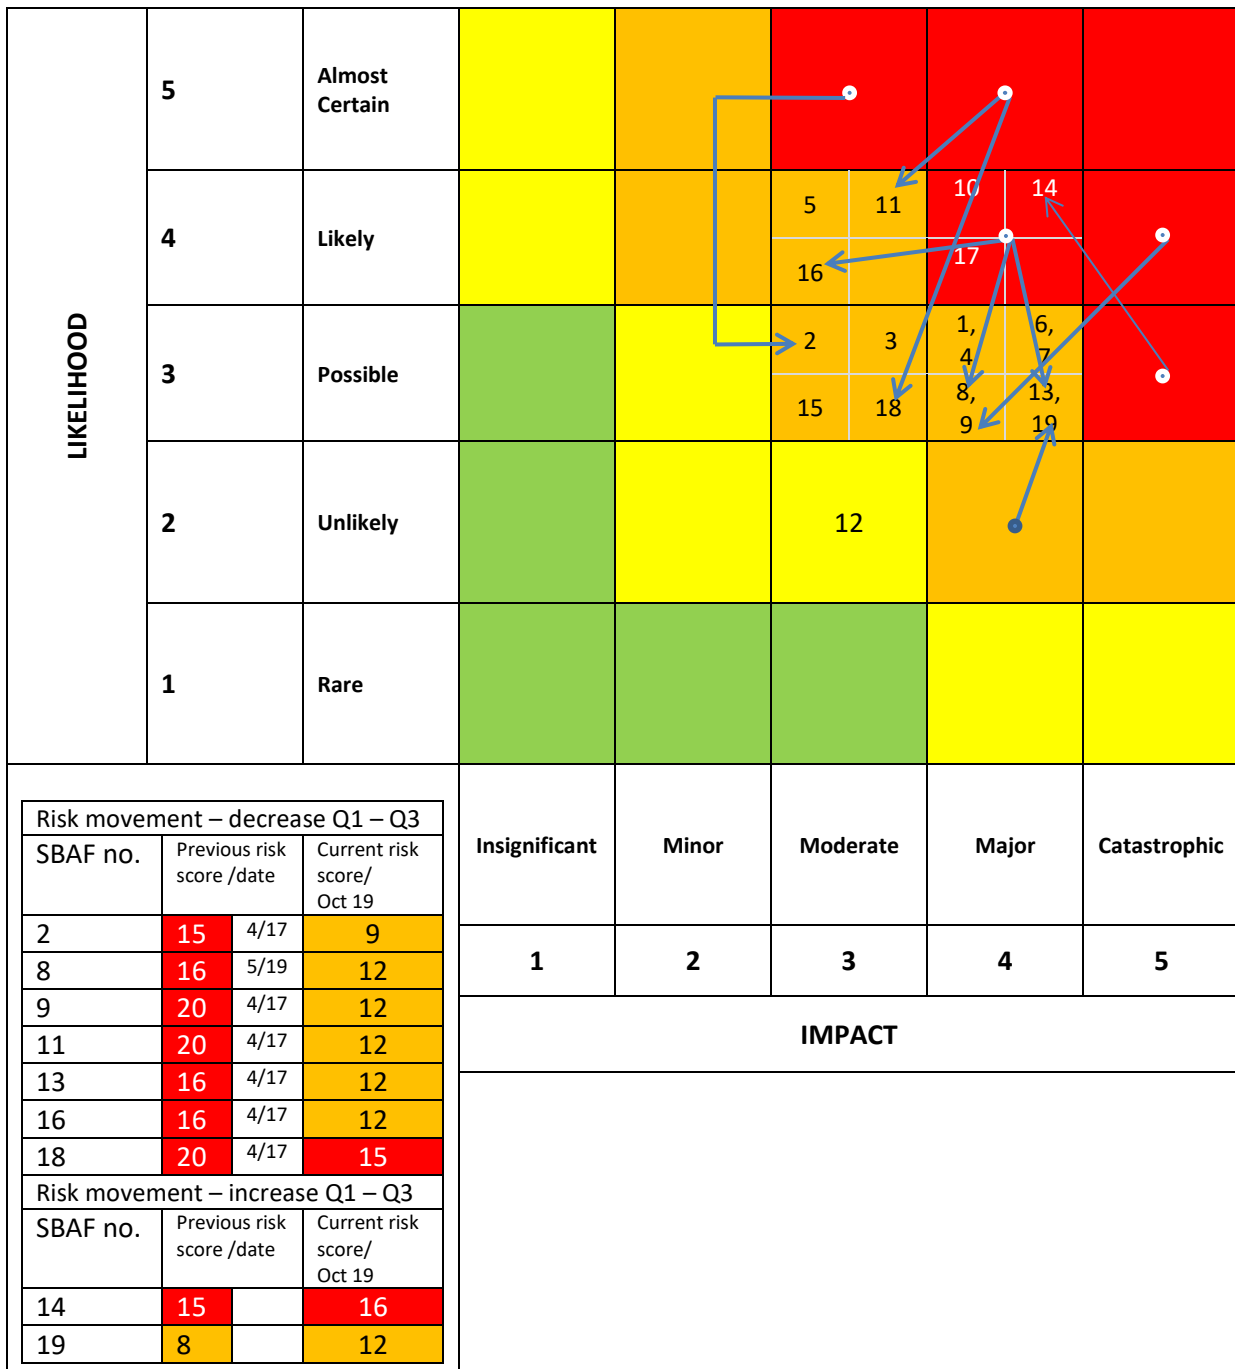 LIKELIHOOD
5 Almost
Certain
4 Likely
5 11 10 14
16 17
3 Possible
2 3 1, 6,
4 7
15 18 8, 13,
9 19
2 Unlikely
12
1 Rare
Insignificant Minor Moderate Major Catastrophic
1 2 3 4 5
IMPACT
Risk movement – decrease Q1 – Q3
SBAF no. Previous risk Current risk
score /date score/
Oct 19
2 15 4/17 9
8 16 5/19 12
9 20 4/17 12
11 20 4/17 12
13 16 4/17 12
16 16 4/17 12
18 20 4/17 15
Risk movement – increase Q1 – Q3
SBAF no. Previous risk Current risk
score /date score/
Oct 19
14 15 16
19 8 12